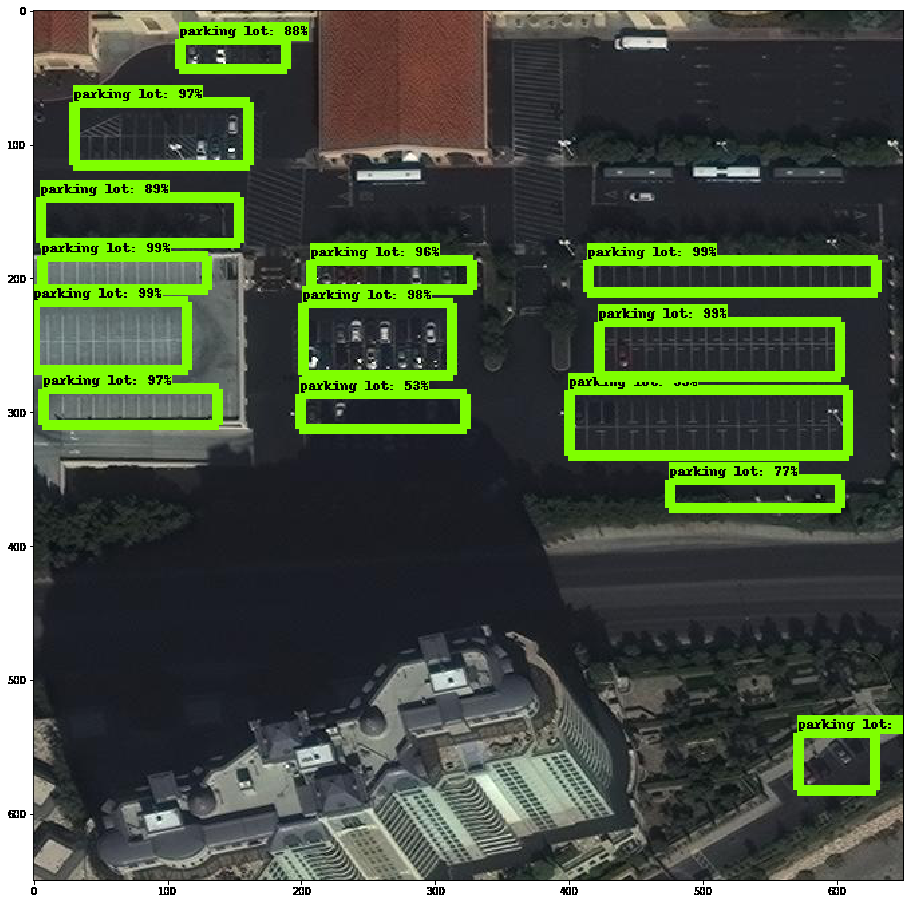 0
parking lot: 88%
parking lot: 97%
100
parking lot: 89%
parking lot: 99%
parking lot: 96%
parking lot: 99%
200
parking lot: 99%
parking lot: 98%
parking lot: 99%
parking lot: 97%
parking lot: 53%
parking lot:
300
parking lot: 77%
400
500
parking lot:
600
0 100 200 300 400 500 600